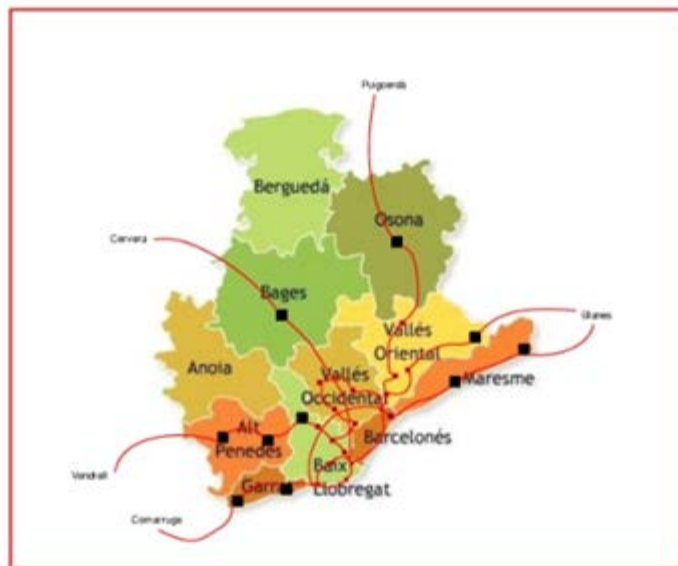 Puigcerdà
Berguedá
Osona
Cervera
Bages
Blanes
Vallés
Oriental
Anoia
Vallés
Maresme
Occidental
Alt
Penedès
Barcelonés
Vendrell
Baix
Garraf
Llobregat
Comarruga